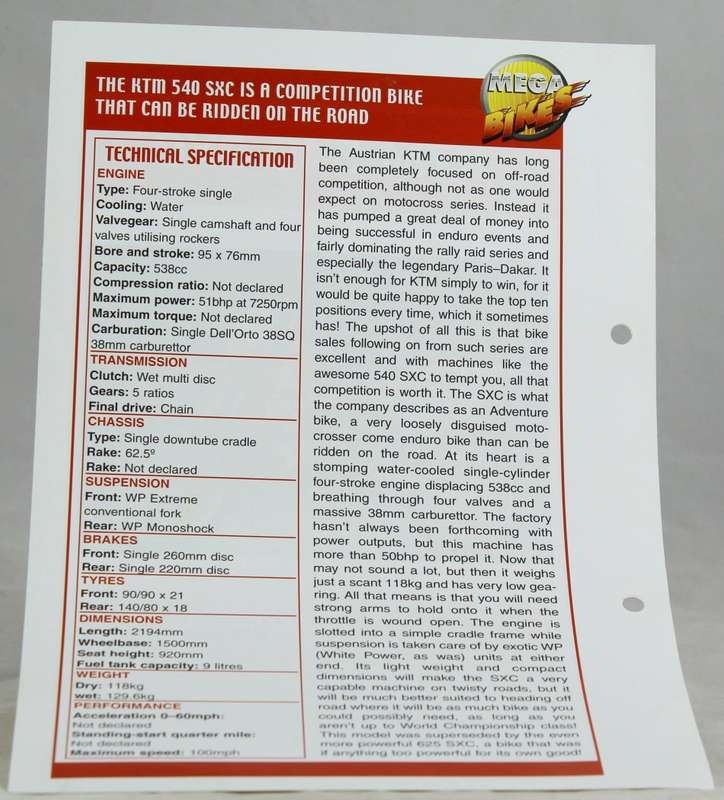 THE KTM 540 SXC IS A COMPETITION BIKE
THAT CAN BE RIDDEN ON THE ROAD
MEGA
BIKES
TECHNICAL SPECIFICATION
ENGINE
Type: Four-stroke single
Cooling: Water
Valvegear: Single camshaft and four
valves utilising rockers
Bore and stroke: 95 x 76mm
Capacity: 538cc
Compression ratio: Not declared
Maximum power: 51bhp at 7250rpm
Maximum torque: Not declared
Carburation: Single Dell'Orto 38SQ
38mm carburettor
TRANSMISSION
Clutch: Wet multi disc
Gears: 5 ratios
Final drive: Chain
CHASSIS
Type: Single downtube cradle
Rake: 62.5º
Rake: Not declared
SUSPENSION
Front: WP Extreme
conventional fork
Rear: WP Monoshock
BRAKES
Front: Single 260mm disc
Rear: Single 220mm disc
TYRES
Front: 90/90 x 21
Rear: 140/80 x 18
DIMENSIONS
Length: 2194mm
Wheelbase: 1500mm
Seat height: 920mm
Fuel tank capacity: 9 litres
WEIGHT
Dry: 118kg
wet: 129.6kg
PERFORMANCE
Acceleration 0–60mph:
Not declared
Standing-start quarter mile:
Not declared
Maximum speed: 100mph
The Austrian KTM company has long
been completely focused on off-road
competition, although not as one would
expect on motocross series. Instead it
has pumped a great deal of money into
being successful in enduro events and
fairly dominating the rally raid series and
especially the legendary Paris–Dakar. It
isn't enough for KTM simply to win, for it
would be quite happy to take the top ten
positions every time, which it sometimes
has! The upshot of all this is that bike
sales following on from such series are
excellent and with machines like the
awesome 540 SXC to tempt you, all that
competition is worth it. The SXC is what
the company describes as an Adventure
bike, a very loosely disguised moto-
crosser come enduro bike than can be
ridden on the road. At its heart is a
stomping water-cooled single-cylinder
four-stroke engine displacing 538cc and
breathing through four valves and a
massive 38mm carburettor. The factory
hasn't always been forthcoming with
power outputs, but this machine has
more than 50bhp to propel it. Now that
may not sound a lot, but then it weighs
just a scant 118kg and has very low gea-
ring. All that means is that you will need
strong arms to hold onto it when the
throttle is wound open. The engine is
slotted into a simple cradle frame while
suspension is taken care of by exotic WP
(White Power, as was) units at either
end. Its light weight and compact
dimensions will make the SXC a very
capable machine on twisty roads, but it
will be much better suited to heading off
road where it will be as much bike as you
could possibly need, as long as you
aren't up to World Championship class!
This model was superseded by the even
more powerful 625 SXC, a bike that was
if anything too powerful for its own good!